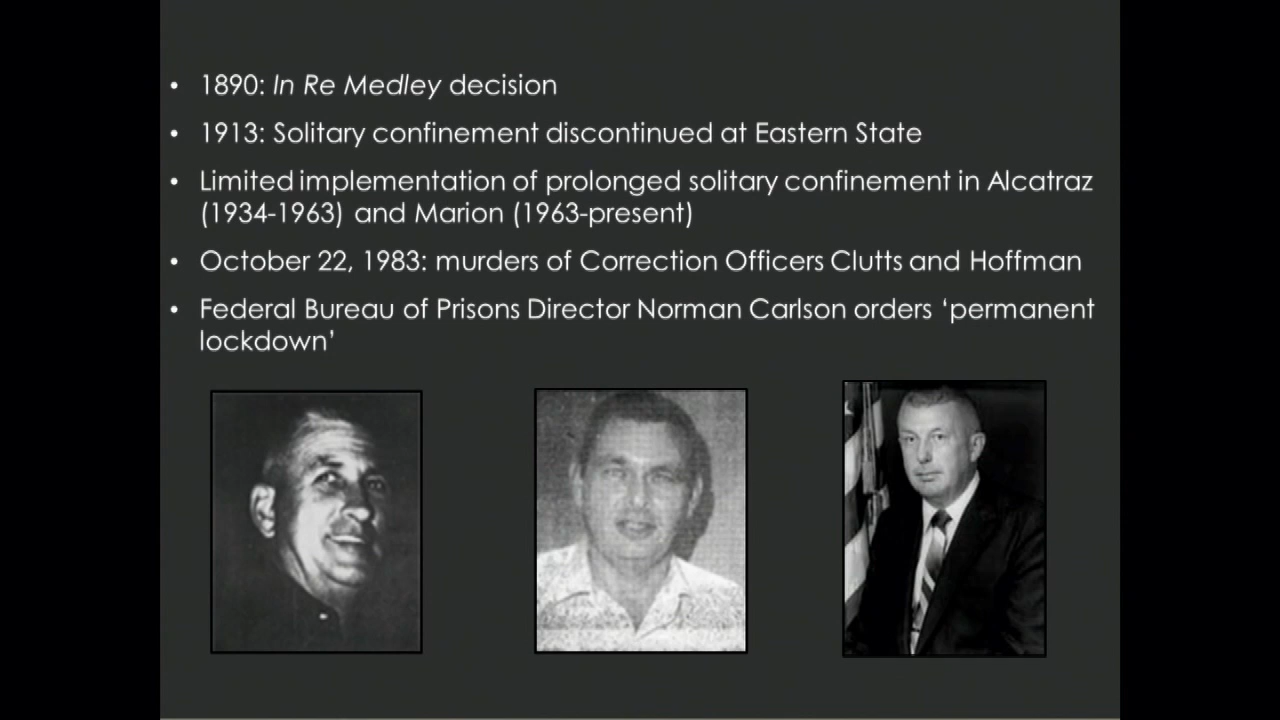 • 1890: In Re Medley decision
• 1913: Solitary confinement discontinued at Eastern State
• Limited implementation of prolonged solitary confinement in Alcatraz
(1934-1963) and Marion (1963-present)
• October 22, 1983: murders of Correction Officers Clutts and Hoffman
• Federal Bureau of Prisons Director Norman Carlson orders ‘permanent
lockdown’